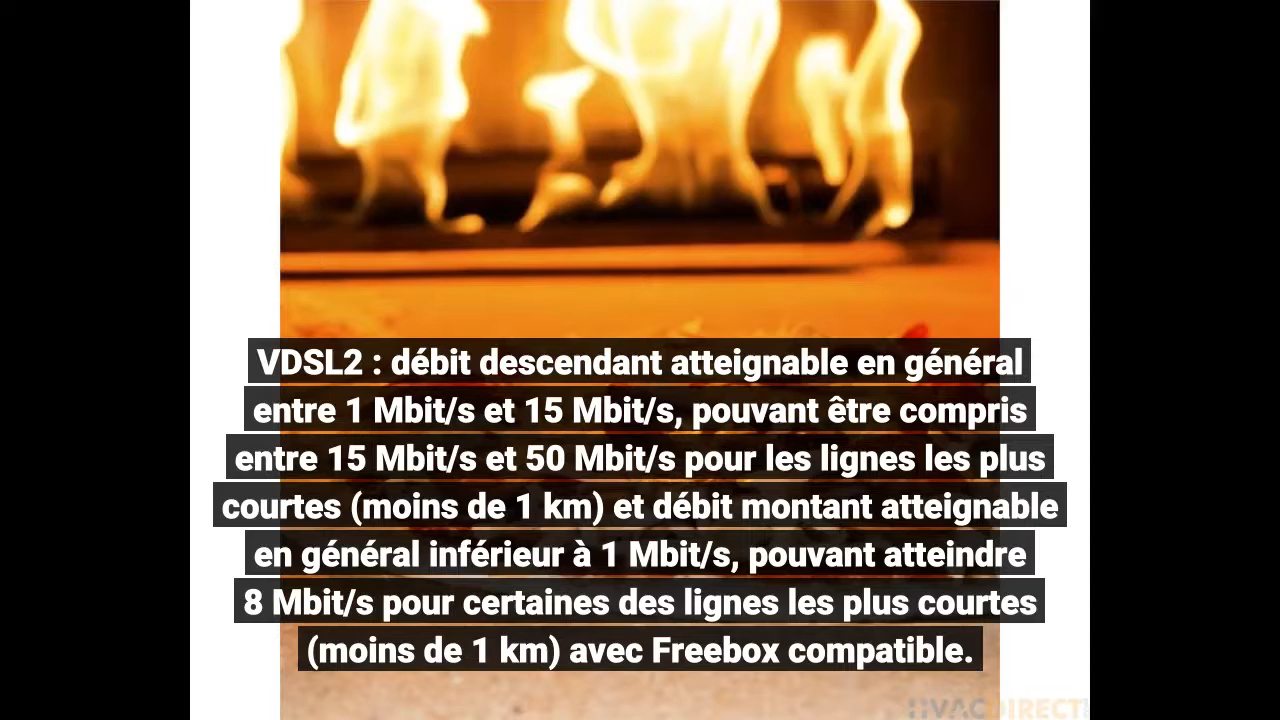 VDSL2 : débit descendant atteignable en général
entre 1 Mbit/s et 15 Mbit/s, pouvant être compris
entre 15 Mbit/s et 50 Mbit/s pour les lignes les plus
courtes (moins de 1 km) et débit montant atteignable
en général inférieur à 1 Mbit/s, pouvant atteindre
8 Mbit/s pour certaines des lignes les plus courtes
(moins de 1 km) avec Freebox compatible.
HVACDIRECT